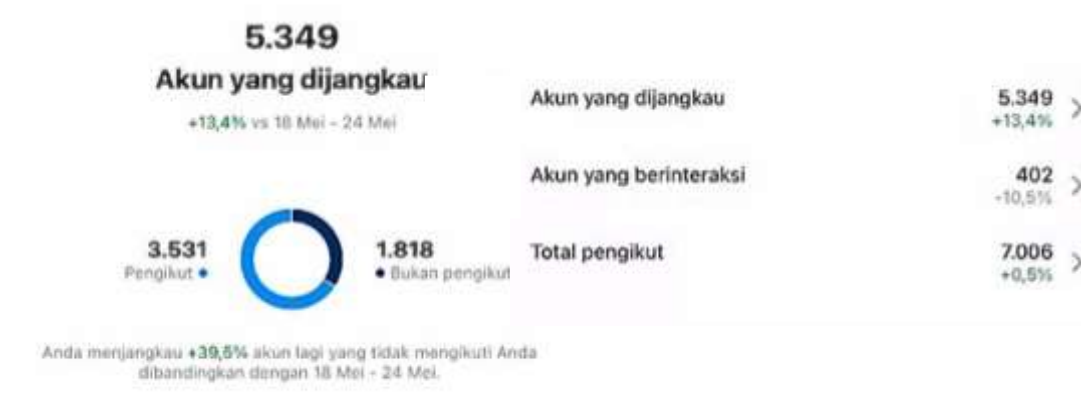 5.349
Akun yang dijangkau
+13,4% vs 18 Mei - 24 Mei
3.531
Pengikut
1.818
Bukan pengikut
Anda menjangkau +39,5% akun lagi yang tidak mengikuti Anda
dibandingkan dengan 18 Mei - 24 Mei.
Akun yang dijangkau
5.349
+13,4%
Akun yang berinteraksi
402
-10,5%
Total pengikut
7.006
+0,5%